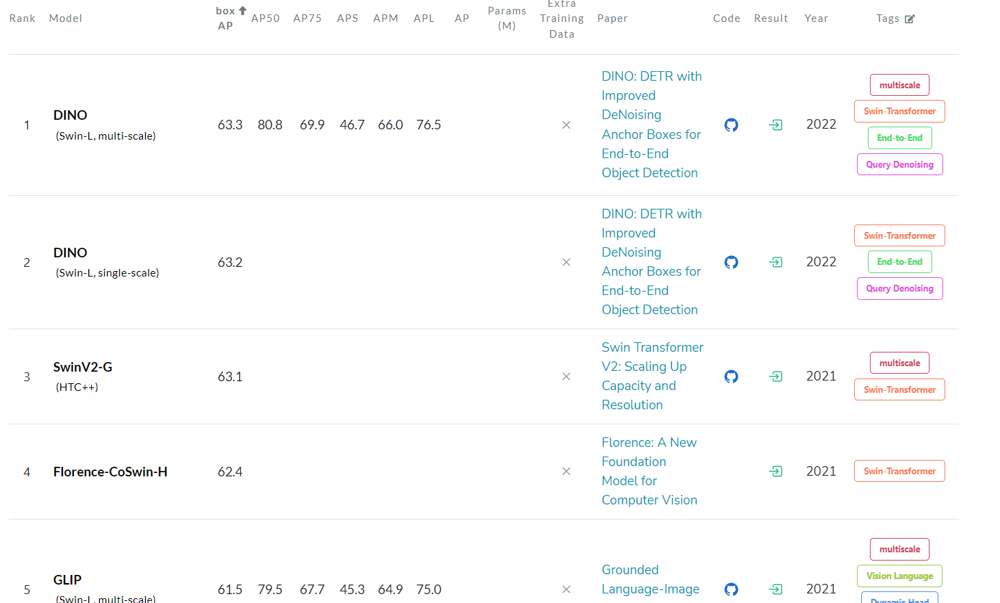 Rank Model box AP AP50 AP75 APS APM APL AP Params (M) Extra Training Data Paper Code Result Year Tags
1 DINO (Swin-L, multi-scale) 63.3 80.8 69.9 46.7 66.0 76.5
DINO: DETR with
Improved
DeNoising
Anchor Boxes for
End-to-End
Object Detection
2022
multiscale
Swin-Transformer
End-to-End
Query Denoising
2 DINO (Swin-L, single-scale) 63.2
DINO: DETR with
Improved
DeNoising
Anchor Boxes for
End-to-End
Object Detection
2022
Swin-Transformer
End-to-End
Query Denoising
3 SwinV2-G (HTC++) 63.1
Swin Transformer
V2: Scaling Up
Capacity and
Resolution
2021
multiscale
Swin-Transformer
4 Florence-CoSwin-H 62.4
Florence: A New
Foundation
Model for
Computer Vision
2021
Swin-Transformer
5 GLIP (Swin-L, multi-scale) 61.5 79.5 67.7 45.3 64.9 75.0
Grounded
Language-Image
2021
multiscale
Vision Language
Dynamic Head